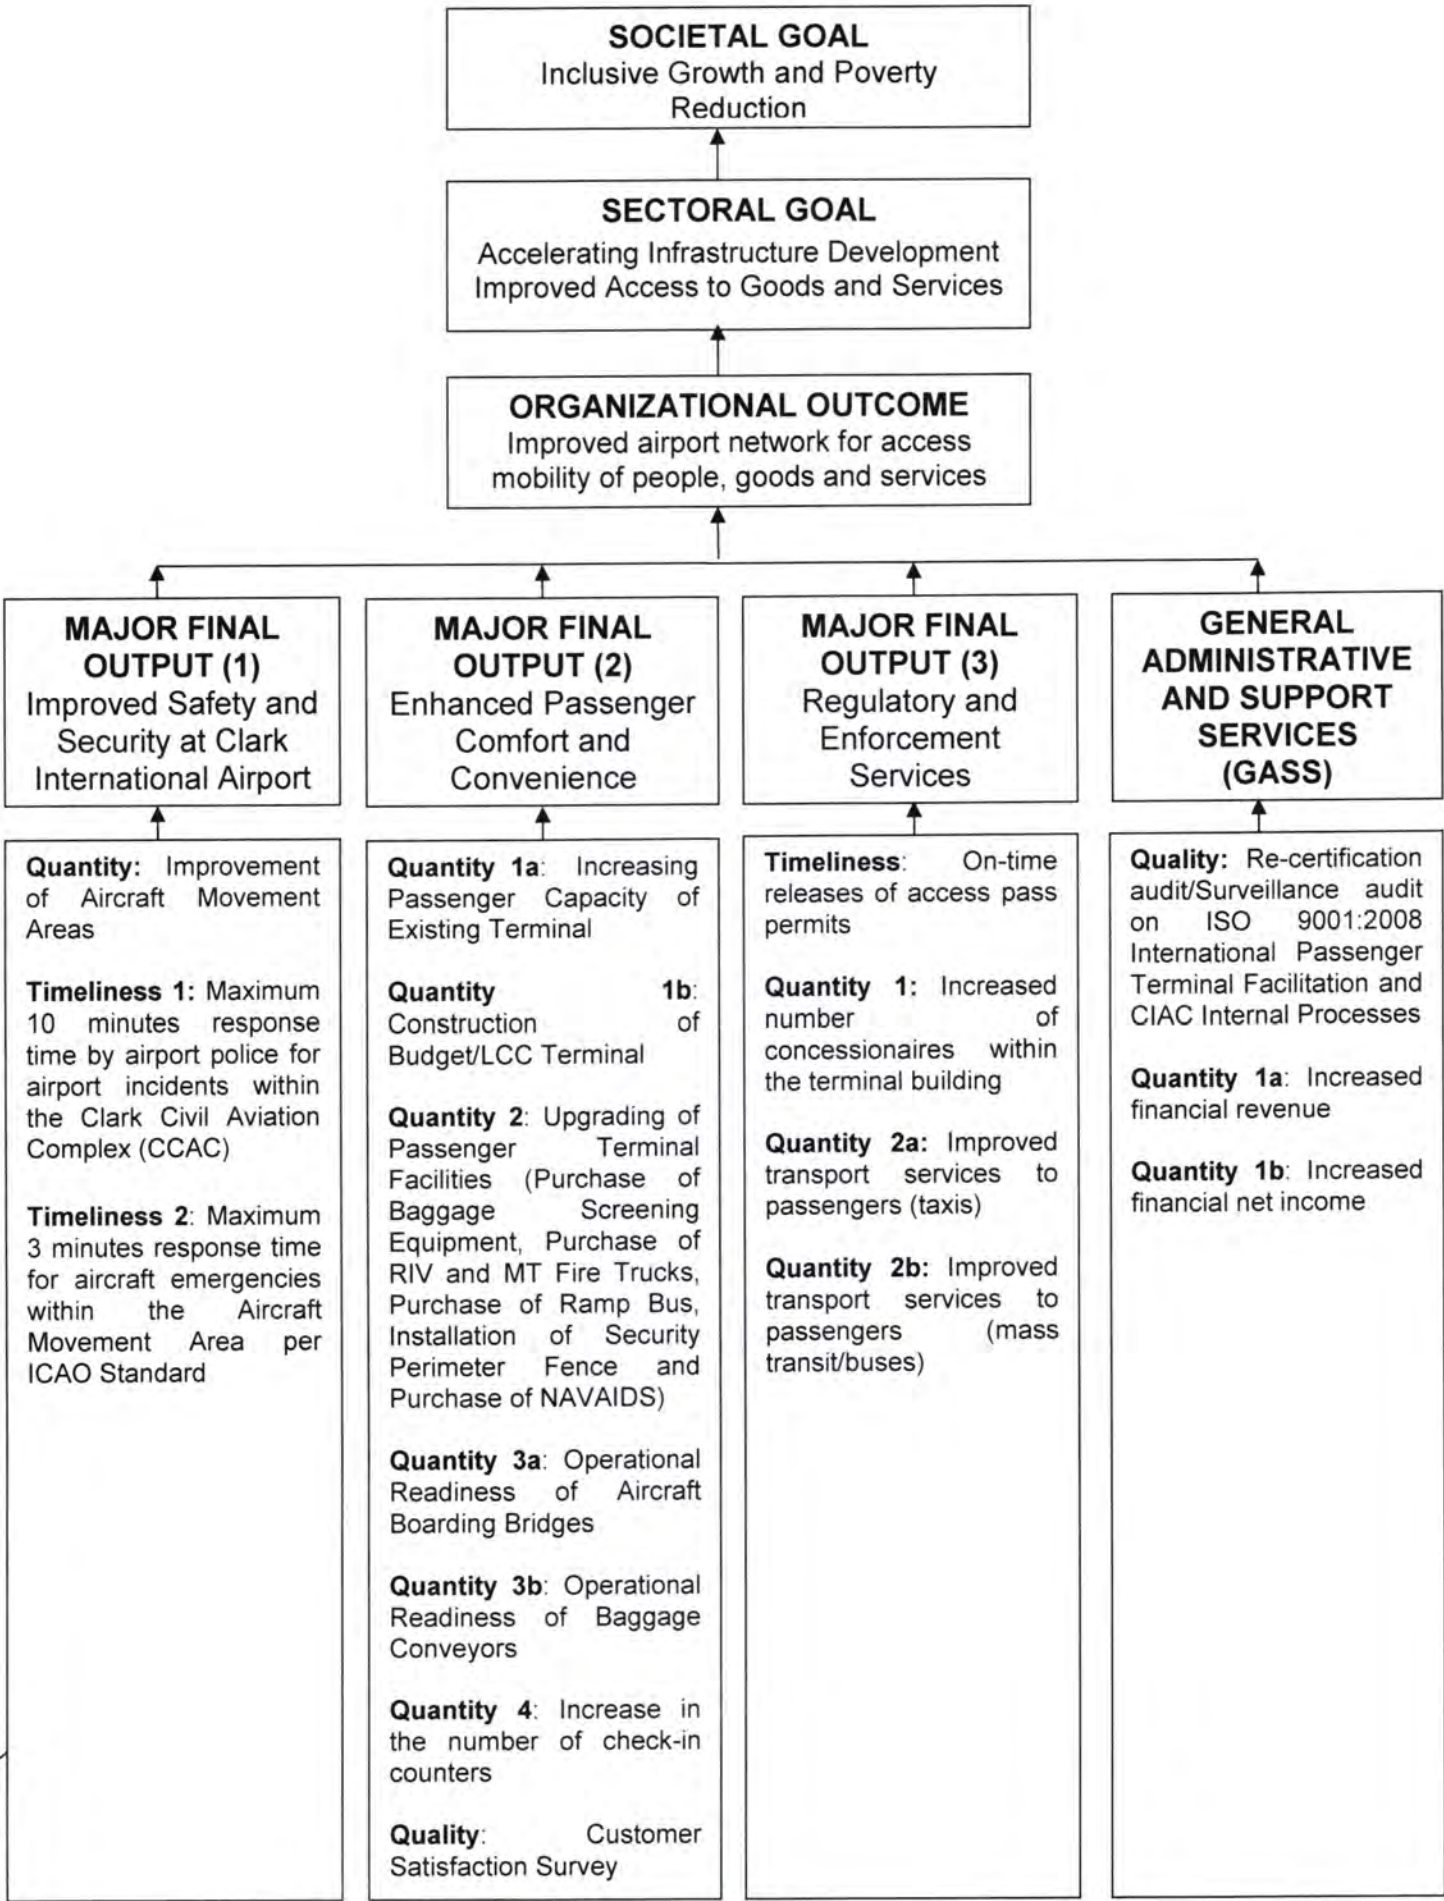 SOCIETAL GOAL
Inclusive Growth and Poverty
Reduction
SECTORAL GOAL
Accelerating Infrastructure Development
Improved Access to Goods and Services
ORGANIZATIONAL OUTCOME
Improved airport network for access
mobility of people, goods and services
MAJOR FINAL
OUTPUT (1)
Improved Safety and
Security at Clark
International Airport
MAJOR FINAL
OUTPUT (2)
Enhanced Passenger
Comfort and
Convenience
MAJOR FINAL
OUTPUT (3)
Regulatory and
Enforcement
Services
GENERAL
ADMINISTRATIVE
AND SUPPORT
SERVICES
(GASS)
Quantity: Improvement
of Aircraft Movement
Areas
Timeliness 1: Maximum
10 minutes response
time by airport police for
airport incidents within
the Clark Civil Aviation
Complex (CCAC)
Timeliness 2: Maximum
3 minutes response time
for aircraft emergencies
within the Aircraft
Movement Area per
ICAO Standard
Quantity 1a: Increasing
Passenger Capacity of
Existing Terminal
Quantity 1b:
Construction of
Budget/LCC Terminal
Quantity 2: Upgrading of
Passenger Terminal
Facilities (Purchase of
Baggage Screening
Equipment, Purchase of
RIV and MT Fire Trucks,
Purchase of Ramp Bus,
Installation of Security
Perimeter Fence and
Purchase of NAVAIDS)
Quantity 3a: Operational
Readiness of Aircraft
Boarding Bridges
Quantity 3b: Operational
Readiness of Baggage
Conveyors
Quantity 4: Increase in
the number of check-in
counters
Quality: Customer
Satisfaction Survey
Timeliness: On-time
releases of access pass
permits
Quantity 1: Increased
number of
concessionaires within
the terminal building
Quantity 2a: Improved
transport services to
passengers (taxis)
Quantity 2b: Improved
transport services to
passengers (mass
transit/buses)
Quality: Re-certification
audit/Surveillance audit
on ISO 9001:2008
International Passenger
Terminal Facilitation and
CIAC Internal Processes
Quantity 1a: Increased
financial revenue
Quantity 1b: Increased
financial net income